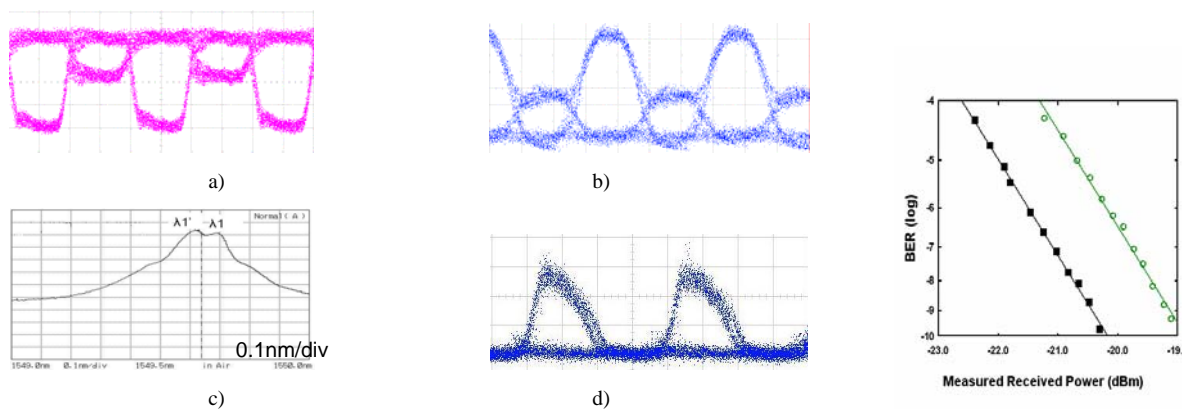 a)
b)
λ1' λ1
Normal(A)
0.1nm/div
1549.0nm 0.1nm/div 1549.5nm in Air 1550.0nm
c)
d)
-4
-5
-6
-7
-8
-9
-10
BER (log)
-23.0 -22.0 -21.0 -20.0 -19.
Measured Received Power (dBm)